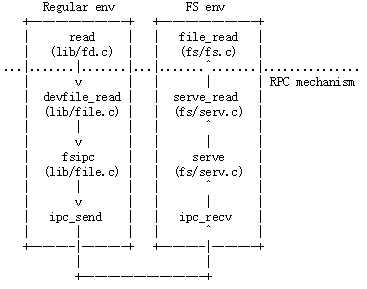 Regular env FS env
read file_read
(lib/fd.c) (fs/fs.c)
RPC mechanism
devfile_read serve_read
(lib/file.c) (fs/serv.c)
fsipc serve
(lib/file.c) (fs/serv.c)
ipc_send ipc_recv